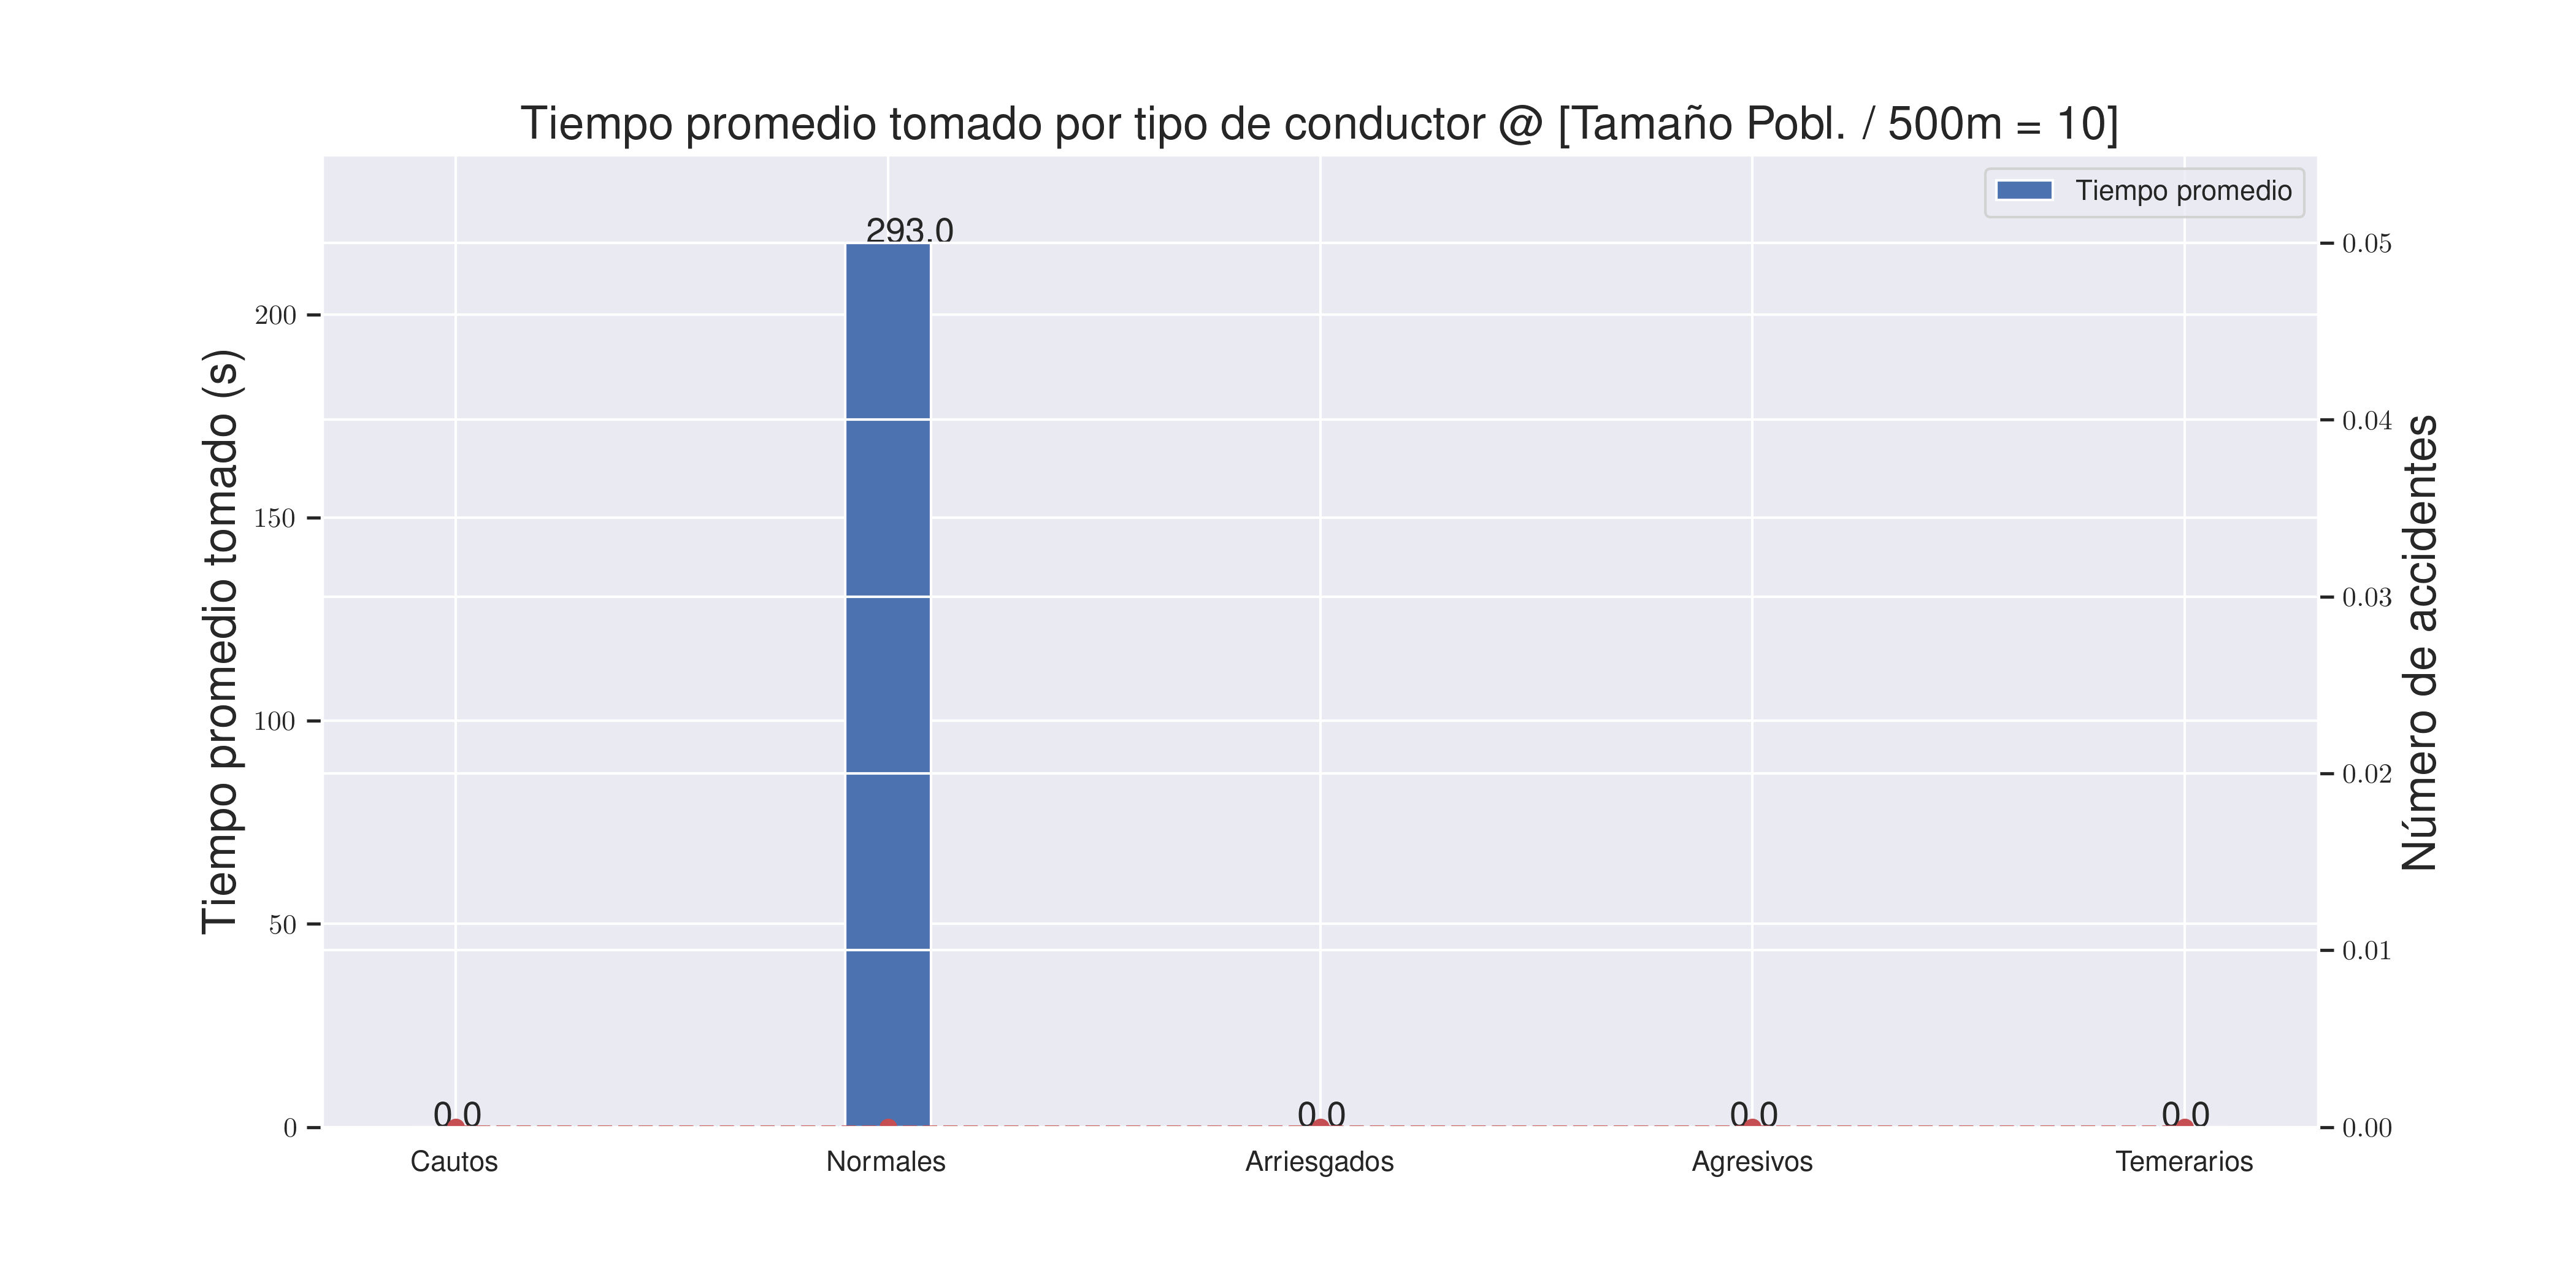 Tiempo promedio tomado por tipo de conductor @ [Tamaño Pobl. / 500m = 10]
Tiempo promedio
293.0
Tiempo promedio tomado (s)
200
150
100
50
0
0.05
0.04
0.03
0.02
0.01
0.00
Número de accidentes
0.0
0.0
0.0
0.0
Cautos
Normales
Arriesgados
Agresivos
Temerarios